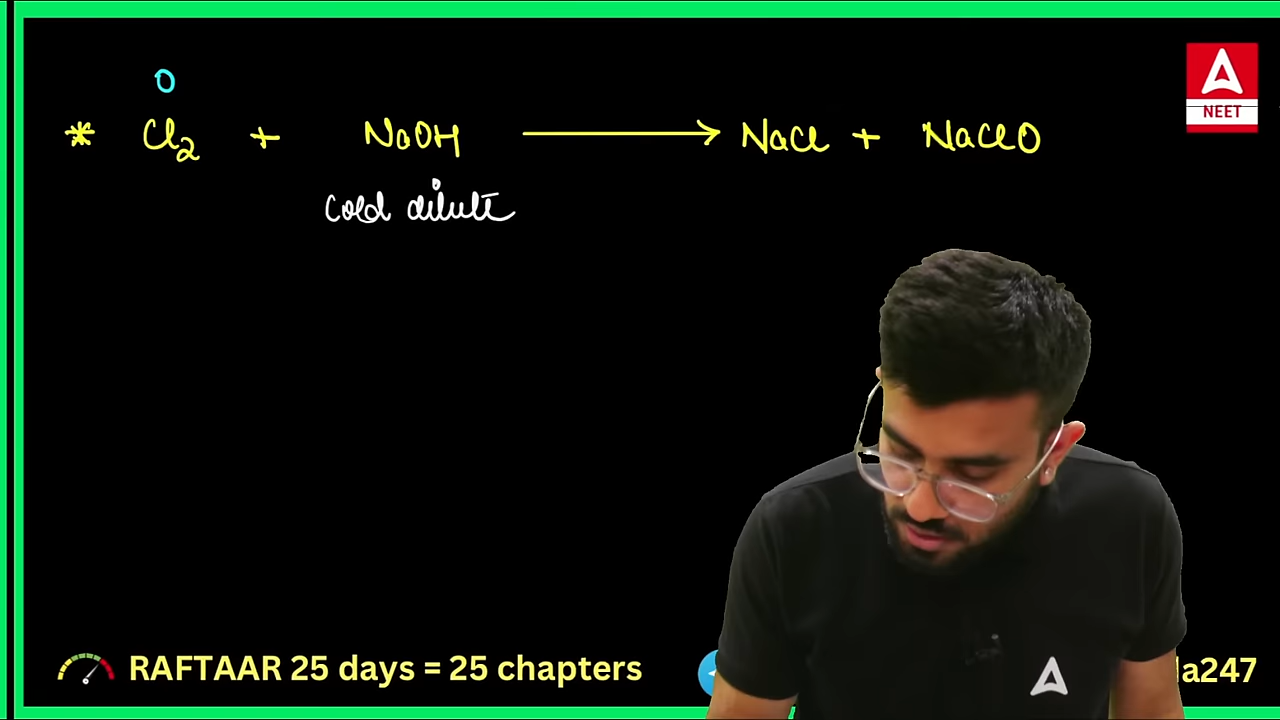 0
* Cl2 + NaOH ⟶ NaCl + NaClO
cold dilute
NEET
RAFTAAR 25 days = 25 chapters
a247